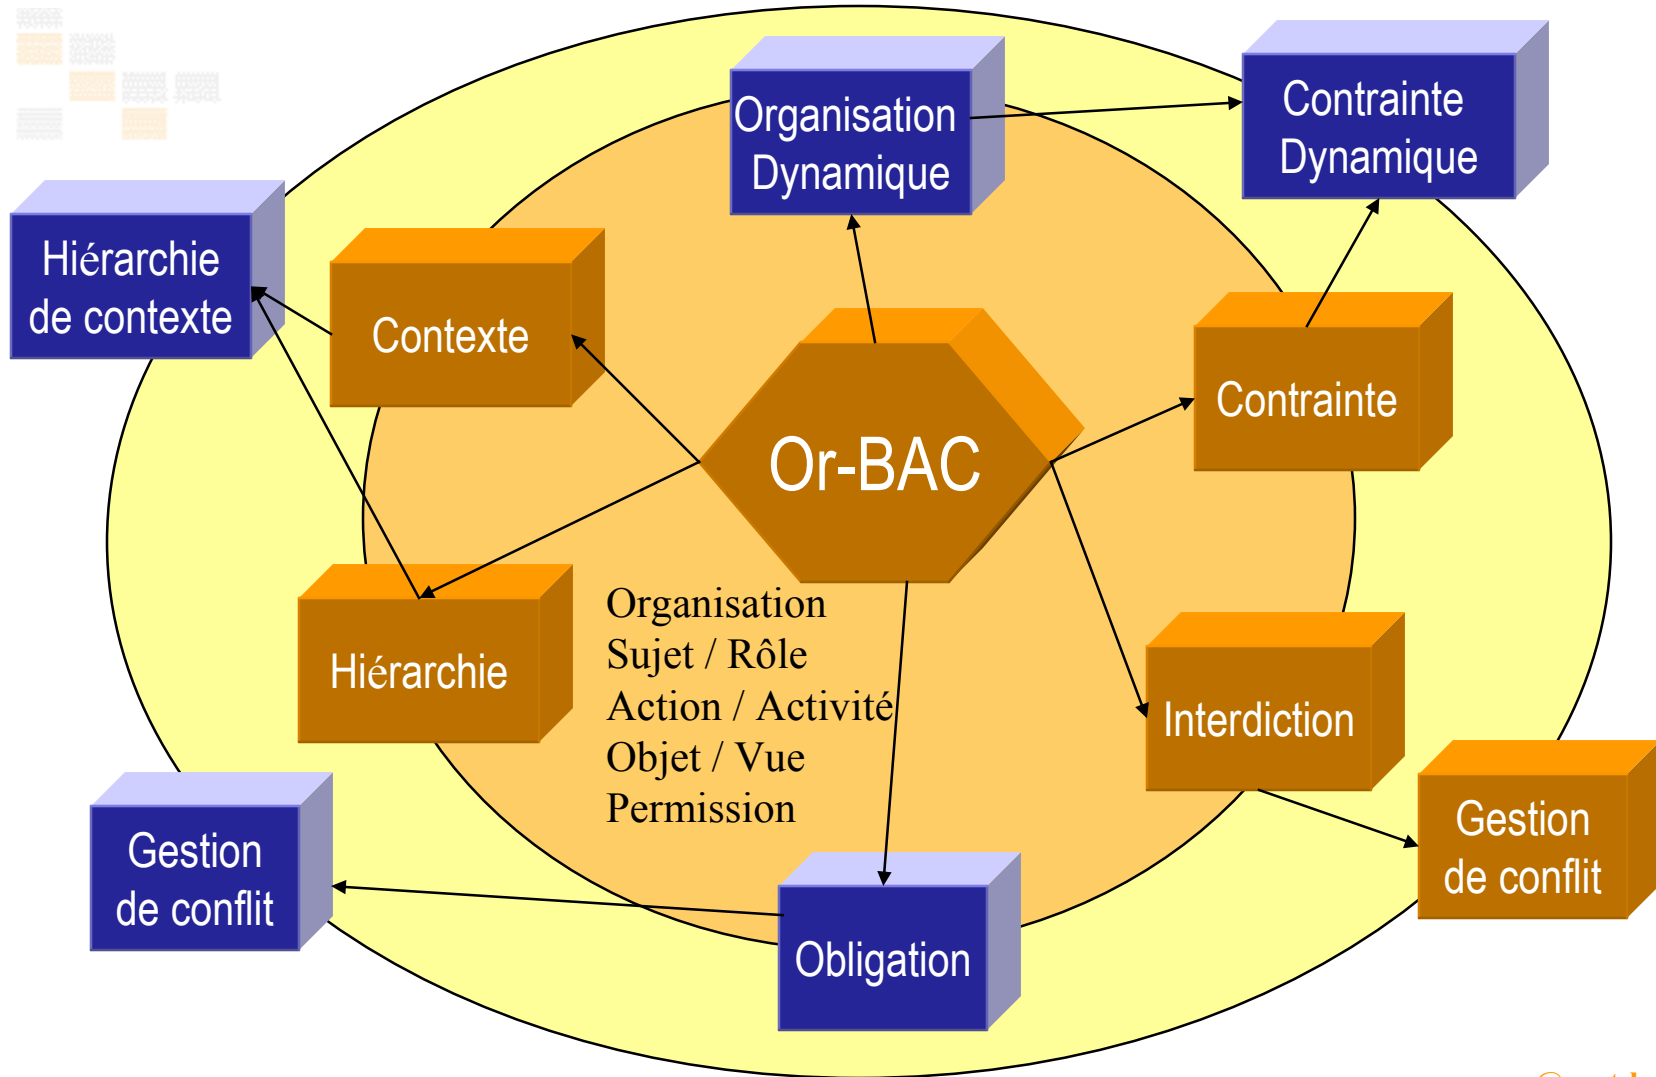 Organisation
Dynamique
Contrainte
Dynamique
Hiérarchie
de contexte
Contexte
Contrainte
Or-BAC
Organisation
Sujet / Rôle
Action / Activité
Objet / Vue
Permission
Hiérarchie
Interdiction
Gestion
de conflit
Gestion
de conflit
Obligation